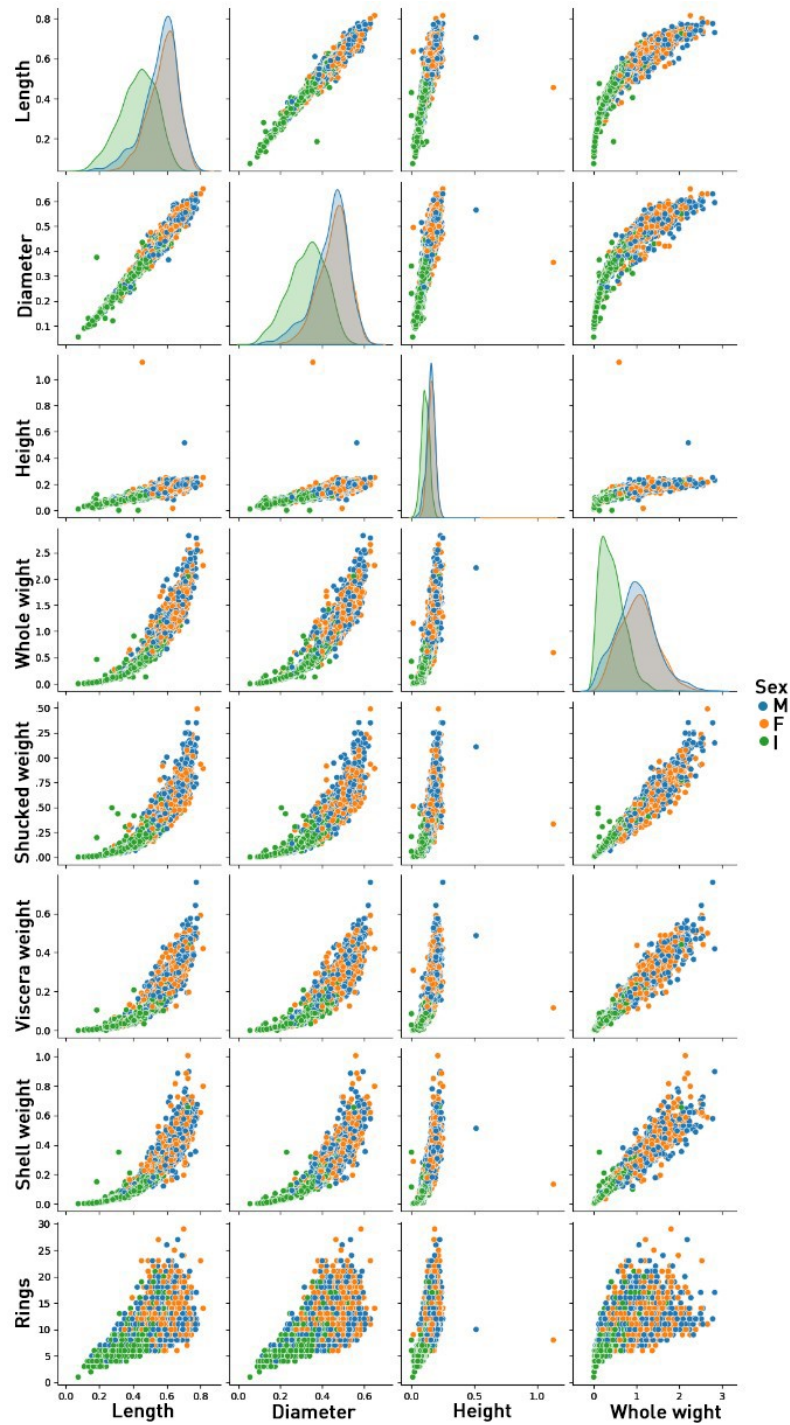 Length
0.8
0.6
0.4
0.2
Diameter
0.6
0.5
0.4
0.3
0.2
0.1
Height
1.0
0.8
0.6
0.4
0.2
0.0
Whole wight
2.5
2.0
1.5
1.0
0.5
0.0
Sex
M
F
I
Shucked weight
50
25
00
75
50
25
00
Viscera weight
0.6
0.4
0.2
0.0
Shell weight
1.0
0.8
0.6
0.4
0.2
0.0
Rings
30
25
20
15
10
5
0
0.0 0.2 0.4 0.6 0.8
0.0 0.2 0.4 0.6
0.0 0.5 1.0
0 1 2 3
Length Diameter Height Whole wight